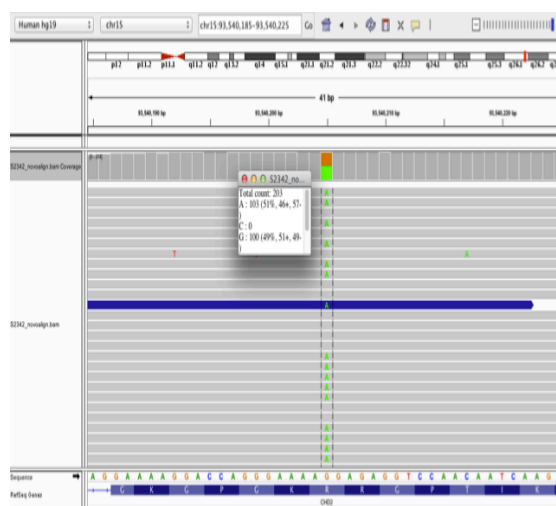 Human hg19 chr15 chr15:93,540,185-93,540,225 Go
p12 p11.2 p11.1 q11.2 q12 q13.2 q14 q15.1 q21.1 q21.2 q21.3 q22.2 q22.32 q24.1 q25.1 q25.3 q26.1 q26.2
41 bp
93,540,190 bp 93,540,200 bp 93,540,210 bp 93,540,220 bp
S2342_novoalign.bam Coverage
S2342_no...
Total count: 203
A : 103 (51%, 46+, 57-
)
C : 0
G : 100 (49%, 51+, 49-
)
A
A
A
A
A
T A A
A
A
S2342_novoalign.bam
A
A
A
A
A
A
A
A
A
Sequence A G G A A A A G G A C C A G G G A A A A G G A G A G G T C C A A C A A T C A A G
RefSeq Genes G K G P G K R R G P T I K
CHD2